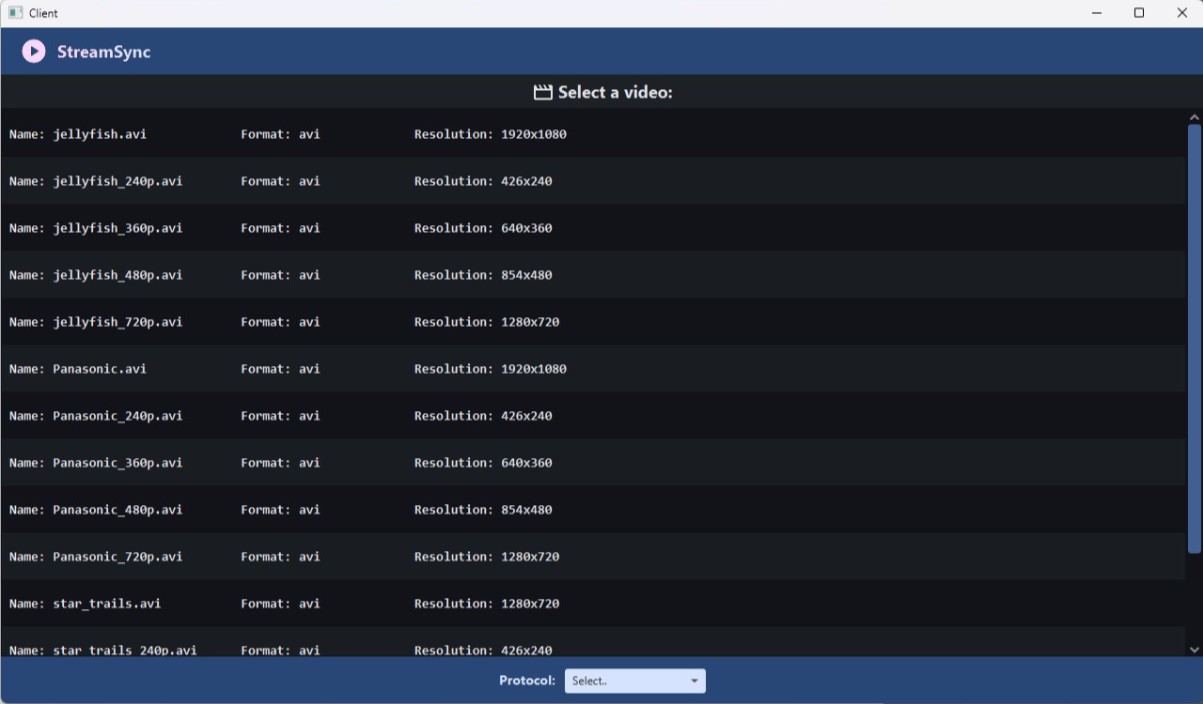 Client
StreamSync
Select a video:
Name: jellyfish.avi Format: avi Resolution: 1920x1080
Name: jellyfish_240p.avi Format: avi Resolution: 426x240
Name: jellyfish_360p.avi Format: avi Resolution: 640x360
Name: jellyfish_480p.avi Format: avi Resolution: 854x480
Name: jellyfish_720p.avi Format: avi Resolution: 1280x720
Name: Panasonic.avi Format: avi Resolution: 1920x1080
Name: Panasonic_240p.avi Format: avi Resolution: 426x240
Name: Panasonic_360p.avi Format: avi Resolution: 640x360
Name: Panasonic_480p.avi Format: avi Resolution: 854x480
Name: Panasonic_720p.avi Format: avi Resolution: 1280x720
Name: star_trails.avi Format: avi Resolution: 1280x720
Name: star_trails_240p.avi Format: avi Resolution: 426x240
Protocol: Select..